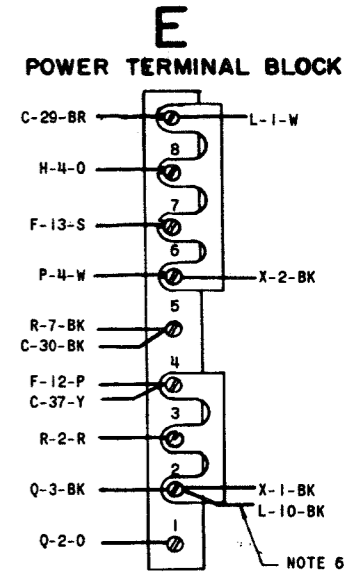 E
POWER TERMINAL BLOCK
C-29-BR
L-1-W
8
H-4-O
7
F-13-S
6
P-4-W
X-2-BK
5
R-7-BK
C-30-BK
4
F-12-P
C-37-Y
3
R-2-R
2
Q-3-BK
X-1-BK
L-10-BK
1
Q-2-O
NOTE 6